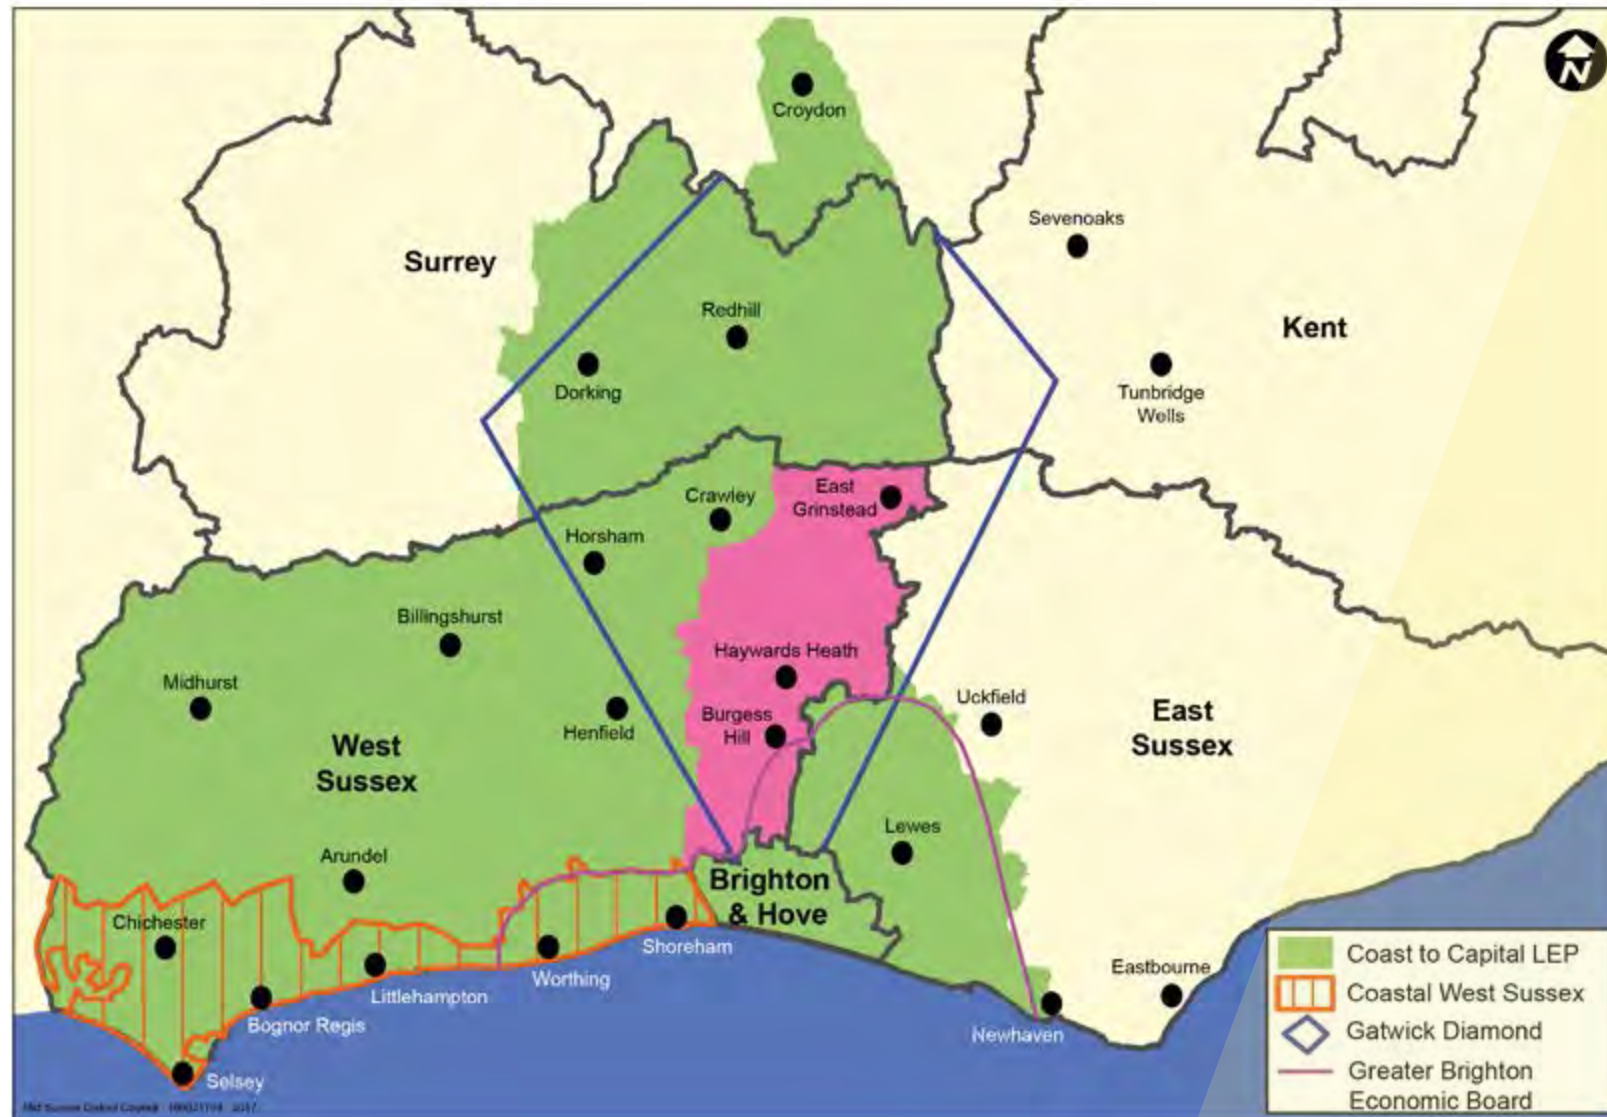 N
Croydon
Sevenoaks
Surrey
Redhill
Kent
Dorking
Tunbridge
Wells
Crawley
East
Grinstead
Horsham
Billingshurst
Haywards Heath
Midhurst
Uckfield
Henfield
Burgess
Hill
East
Sussex
West
Sussex
Lewes
Arundel
Brighton
& Hove
Chichester
Shoreham
Worthing
Eastbourne
Littlehampton
Bognor Regis
Newhaven
Selsey
Coast to Capital LEP
Coastal West Sussex
Gatwick Diamond
Greater Brighton
Economic Board